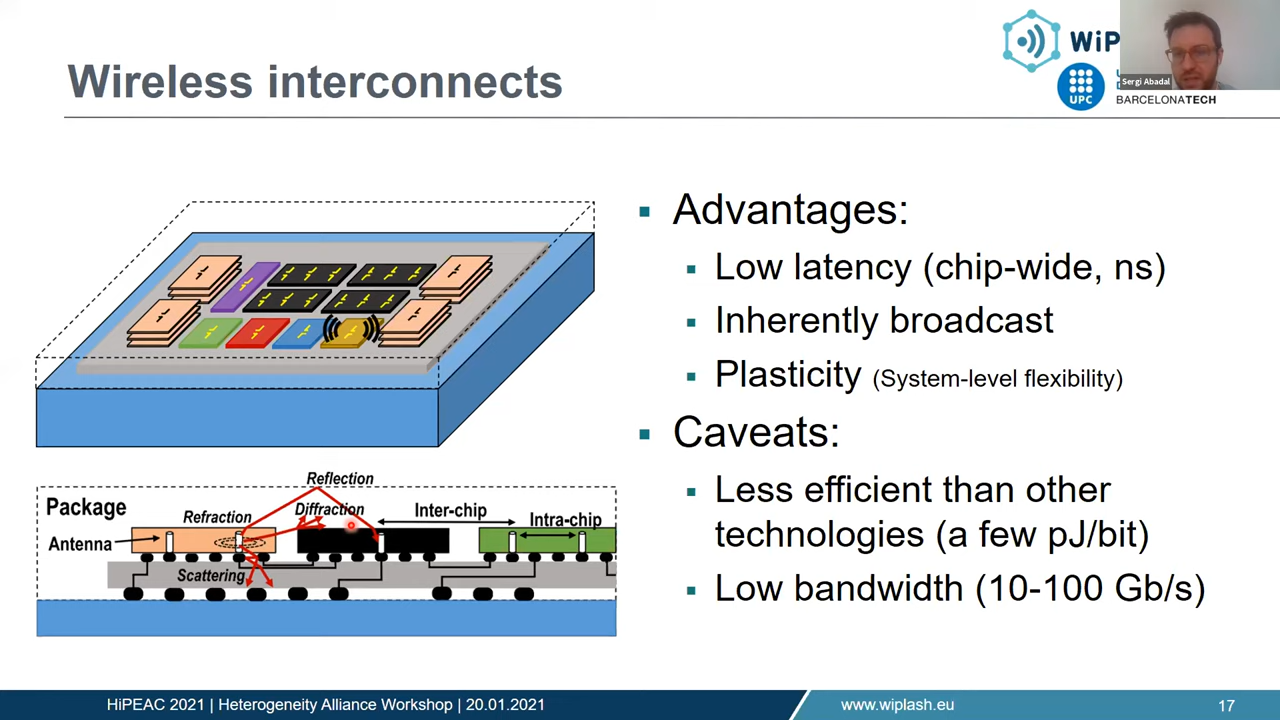 Wireless interconnects
WiP
Sergi Abadal
UPC
BARCELONATECH
Advantages:
Low latency (chip-wide, ns)
Inherently broadcast
Plasticity (System-level flexibility)
Caveats:
Less efficient than other
technologies (a few pJ/bit)
Low bandwidth (10-100 Gb/s)
Package
Reflection
Refraction
Diffraction
Inter-chip
Intra-chip
Antenna
Scattering
HiPEAC 2021 | Heterogeneity Alliance Workshop | 20.01.2021
www.wiplash.eu
17